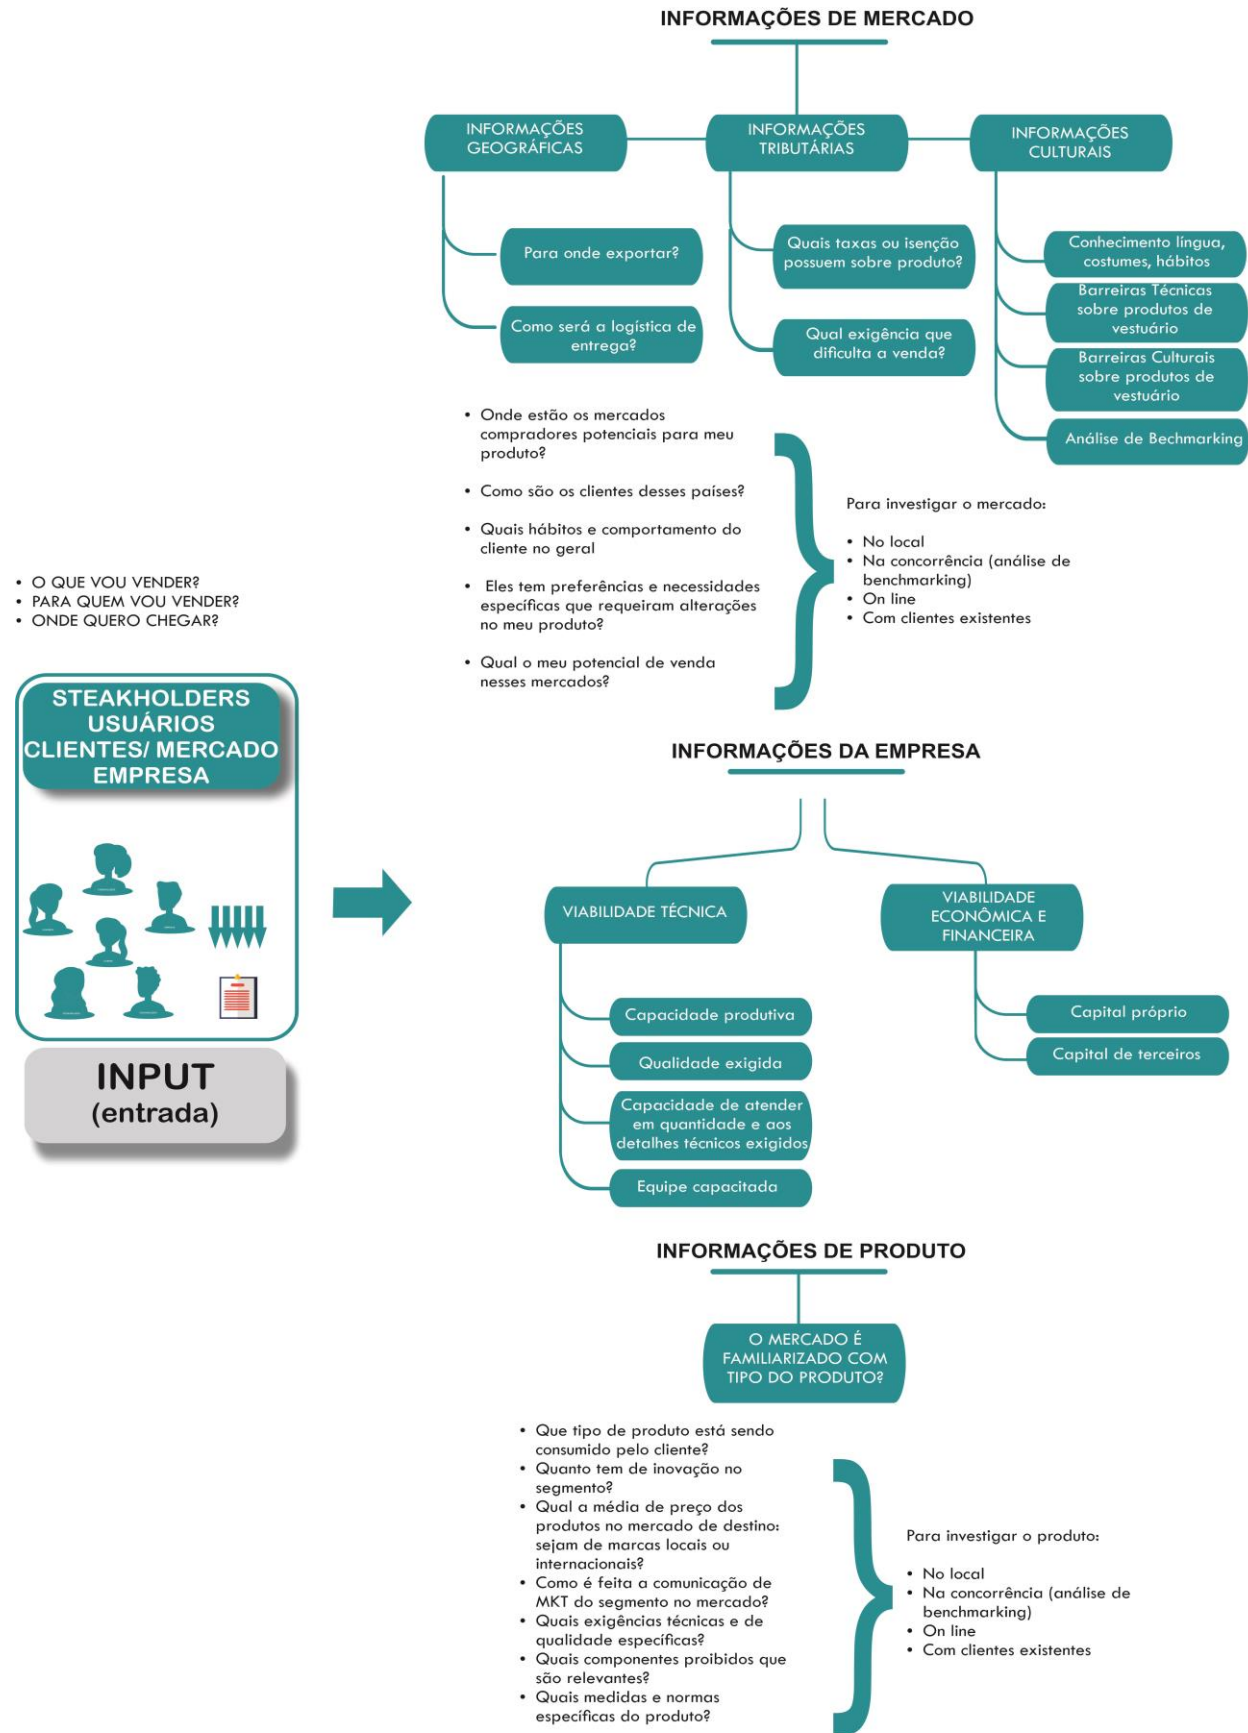 INFORMAÇÕES DE MERCADO
INFORMAÇÕES
GEOGRÁFICAS
INFORMAÇÕES
TRIBUTÁRIAS
INFORMAÇÕES
CULTURAIS
Para onde exportar?
Como será a logística de
entrega?
Quais taxas ou isenção
possuem sobre produto?
Qual exigência que
dificulta a venda?
Conhecimento língua,
costumes, hábitos
Barreiras Técnicas
sobre produtos de
vestuário
Barreiras Culturais
sobre produtos de
vestuário
Análise de Bechmarking
• Onde estão os mercados
compradores potenciais para meu
produto?
• Como são os clientes desses países?
• Quais hábitos e comportamento do
cliente no geral
• Eles tem preferências e necessidades
específicas que requeiram alterações
no meu produto?
• Qual o meu potencial de venda
nesses mercados?
Para investigar o mercado:
• No local
• Na concorrência (análise de
benchmarking)
• On line
• Com clientes existentes
• O QUE VOU VENDER?
• PARA QUEM VOU VENDER?
• ONDE QUERO CHEGAR?
STEAKHOLDERS
USUÁRIOS
CLIENTES/ MERCADO
EMPRESA
INPUT
(entrada)
INFORMAÇÕES DA EMPRESA
VIABILIDADE TÉCNICA
VIABILIDADE
ECONÔMICA E
FINANCEIRA
Capacidade produtiva
Qualidade exigida
Capacidade de atender
em quantidade e aos
detalhes técnicos exigidos
Equipe capacitada
Capital próprio
Capital de terceiros
INFORMAÇÕES DE PRODUTO
O MERCADO É
FAMILIARIZADO COM
TIPO DO PRODUTO?
• Que tipo de produto está sendo
consumido pelo cliente?
• Quanto tem de inovação no
segmento?
• Qual a média de preço dos
produtos no mercado de destino:
sejam de marcas locais ou
internacionais?
• Como é feita a comunicação de
MKT do segmento no mercado?
• Quais exigências técnicas e de
qualidade específicas?
• Quais componentes proibidos que
são relevantes?
• Quais medidas e normas
específicas do produto?
Para investigar o produto:
• No local
• Na concorrência (análise de
benchmarking)
• On line
• Com clientes existentes